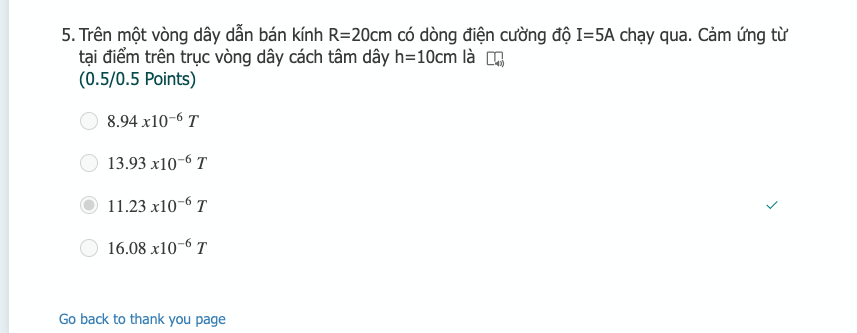 5. Trên một vòng dây dẫn bán kính R=20cm có dòng điện cường độ I=5A chạy qua. Cảm ứng từ
tại điểm trên trục vòng dây cách tâm dây h=10cm là
(0.5/0.5 Points)
8.94 x10⁻⁶ T
13.93 x10⁻⁶ T
11.23 x10⁻⁶ T
16.08 x10⁻⁶ T
Go back to thank you page